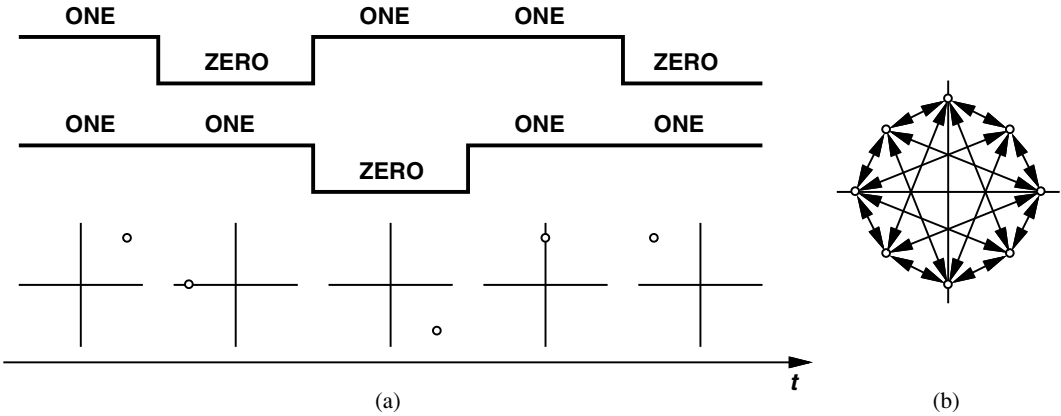 ONE ONE ONE
ZERO ZERO
ONE ONE ONE ONE
ZERO
t
(a) (b)